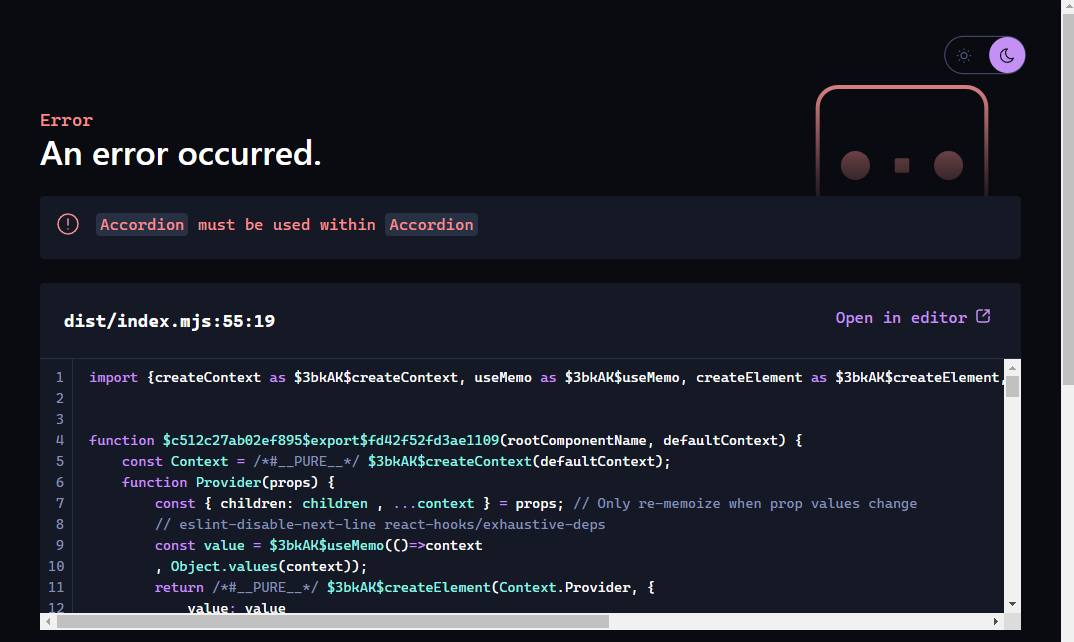 Error
An error occurred.
Accordion must be used within Accordion
dist/index.mjs:55:19
Open in editor
1 import {createContext as $3bkAK$createContext, useMemo as $3bkAK$useMemo, createElement as $3bkAK$createElement,
2
3
4 function $c512c27ab02ef895$export$fd42f52fd3ae1109(rootComponentName, defaultContext) {
5 const Context = /*#__PURE__*/ $3bkAK$createContext(defaultContext);
6 function Provider(props) {
7 const { children: children , ...context } = props; // Only re-memoize when prop values change
8 // eslint-disable-next-line react-hooks/exhaustive-deps
9 const value = $3bkAK$useMemo(()=>context
10 , Object.values(context));
11 return /*#__PURE__*/ $3bkAK$createElement(Context.Provider, {
12 value: value